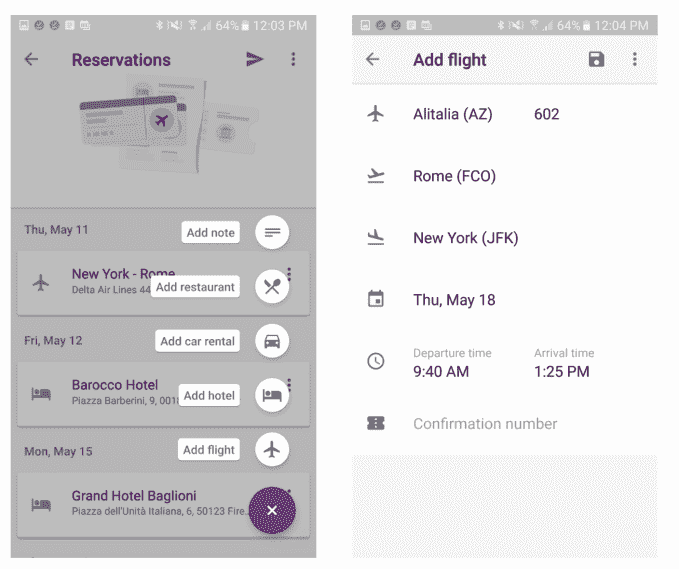 64% 12:03 PM
Reservations
Thu, May 11
Add note
New York - Rome
Delta Air Lines 44
Add restaurant
Fri, May 12
Add car rental
Barocco Hotel
Piazza Barberini, 9, 0018
Add hotel
Mon, May 15
Add flight
Grand Hotel Baglioni
Piazza dell'Unità Italiana, 6, 50123 Fire...
64% 12:04 PM
Add flight
Alitalia (AZ) 602
Rome (FCO)
New York (JFK)
Thu, May 18
Departure time Arrival time
9:40 AM 1:25 PM
Confirmation number